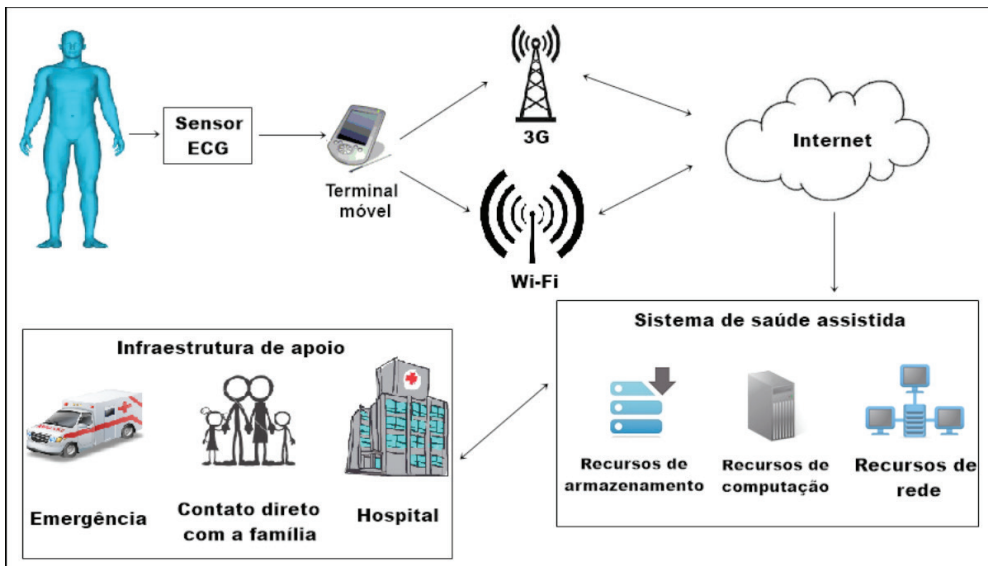 Sensor
ECG
Terminal
móvel
3G
Wi-Fi
Internet
Sistema de saúde assistida
Recursos de
armazenamento
Recursos de
computação
Recursos de
rede
Infraestrutura de apoio
Emergência
Contato direto
com a família
Hospital